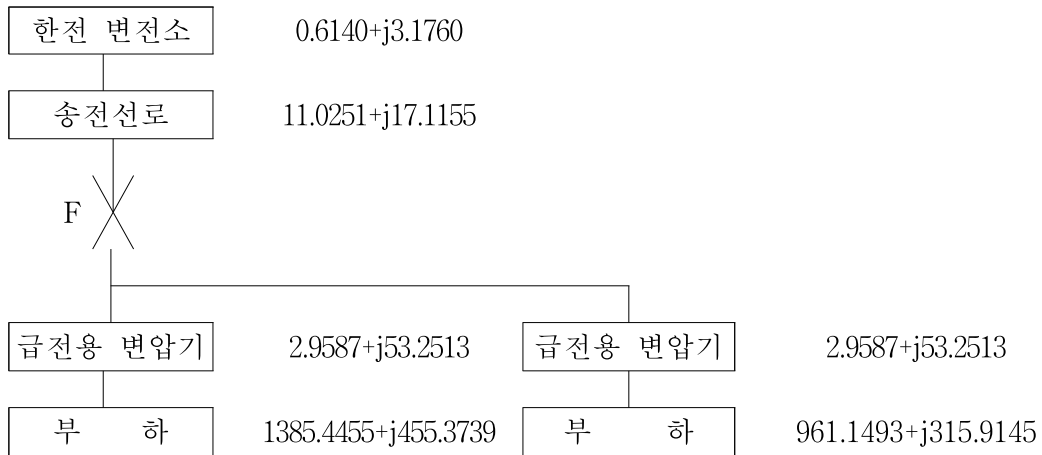 한전 변전소 0.6140+j3.1760
송전선로 11.0251+j17.1155
F
급전용 변압기 2.9587+j53.2513 급전용 변압기 2.9587+j53.2513
부 하 1385.4455+j455.3739 부 하 961.1493+j315.9145